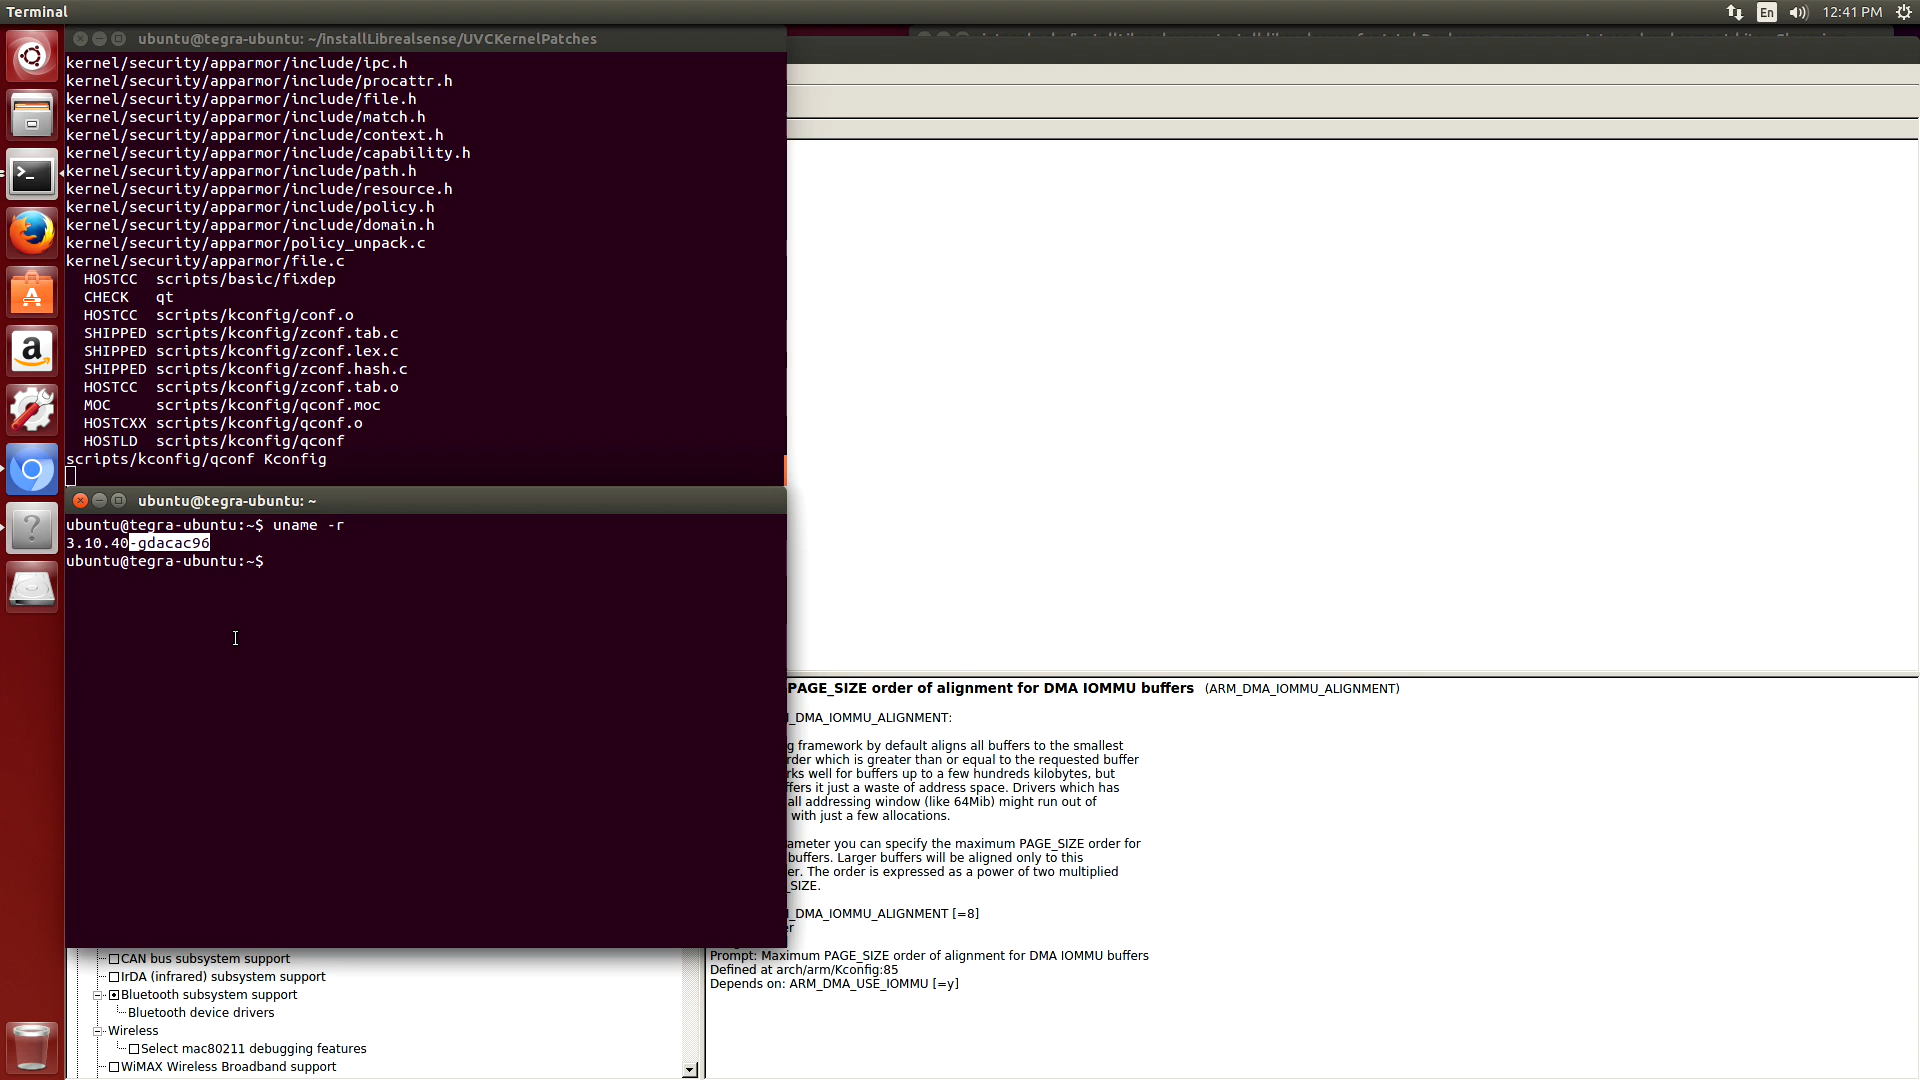 Terminal
En
12:41 PM
ubuntu@tegra-ubuntu: ~/installLibrealsense/UVCKernelPatches
kernel/security/apparmor/include/ipc.h
kernel/security/apparmor/include/procattr.h
kernel/security/apparmor/include/file.h
kernel/security/apparmor/include/match.h
kernel/security/apparmor/include/context.h
kernel/security/apparmor/include/capability.h
kernel/security/apparmor/include/path.h
kernel/security/apparmor/include/resource.h
kernel/security/apparmor/include/policy.h
kernel/security/apparmor/include/domain.h
kernel/security/apparmor/policy_unpack.c
kernel/security/apparmor/file.c
HOSTCC scripts/basic/fixdep
CHECK qt
HOSTCC scripts/kconfig/conf.o
SHIPPED scripts/kconfig/zconf.tab.c
SHIPPED scripts/kconfig/zconf.lex.c
SHIPPED scripts/kconfig/zconf.hash.c
HOSTCC scripts/kconfig/zconf.tab.o
MOC scripts/kconfig/qconf.moc
HOSTCXX scripts/kconfig/qconf.o
HOSTLD scripts/kconfig/qconf
scripts/kconfig/qconf Kconfig
ubuntu@tegra-ubuntu: ~
ubuntu@tegra-ubuntu:~$ uname -r
3.10.40-gdacac96
ubuntu@tegra-ubuntu:~$
PAGE_SIZE order of alignment for DMA IOMMU buffers (ARM_DMA_IOMMU_ALIGNMENT)
_DMA_IOMMU_ALIGNMENT:
g framework by default aligns all buffers to the smallest
rder which is greater than or equal to the requested buffer
rks well for buffers up to a few hundreds kilobytes, but
ffers it just a waste of address space. Drivers which has
all addressing window (like 64Mib) might run out of
with just a few allocations.
ameter you can specify the maximum PAGE_SIZE order for
buffers. Larger buffers will be aligned only to this
er. The order is expressed as a power of two multiplied
_SIZE.
_DMA_IOMMU_ALIGNMENT [=8]
er
Prompt: Maximum PAGE_SIZE order of alignment for DMA IOMMU buffers
Defined at arch/arm/Kconfig:85
Depends on: ARM_DMA_USE_IOMMU [=y]
CAN bus subsystem support
IrDA (infrared) subsystem support
Bluetooth subsystem support
Bluetooth device drivers
Wireless
Select mac80211 debugging features
WiMAX Wireless Broadband support